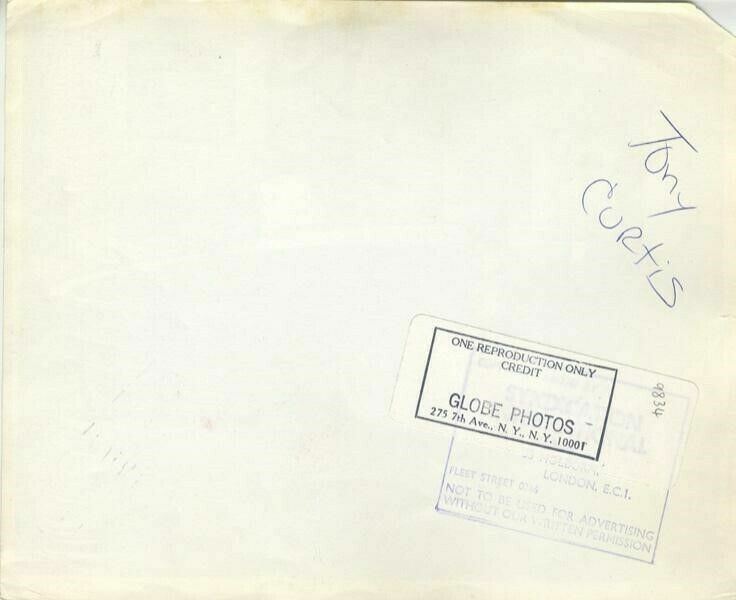 Tony
Curtis
ONE REPRODUCTION ONLY
CREDIT
GLOBE PHOTOS -
275 7th Ave., N. Y., N. Y. 10001
9834
LONDON, E.C.1.
FLEET STREET
NOT TO BE USED FOR ADVERTISING
WITHOUT OUR WRITTEN PERMISSION